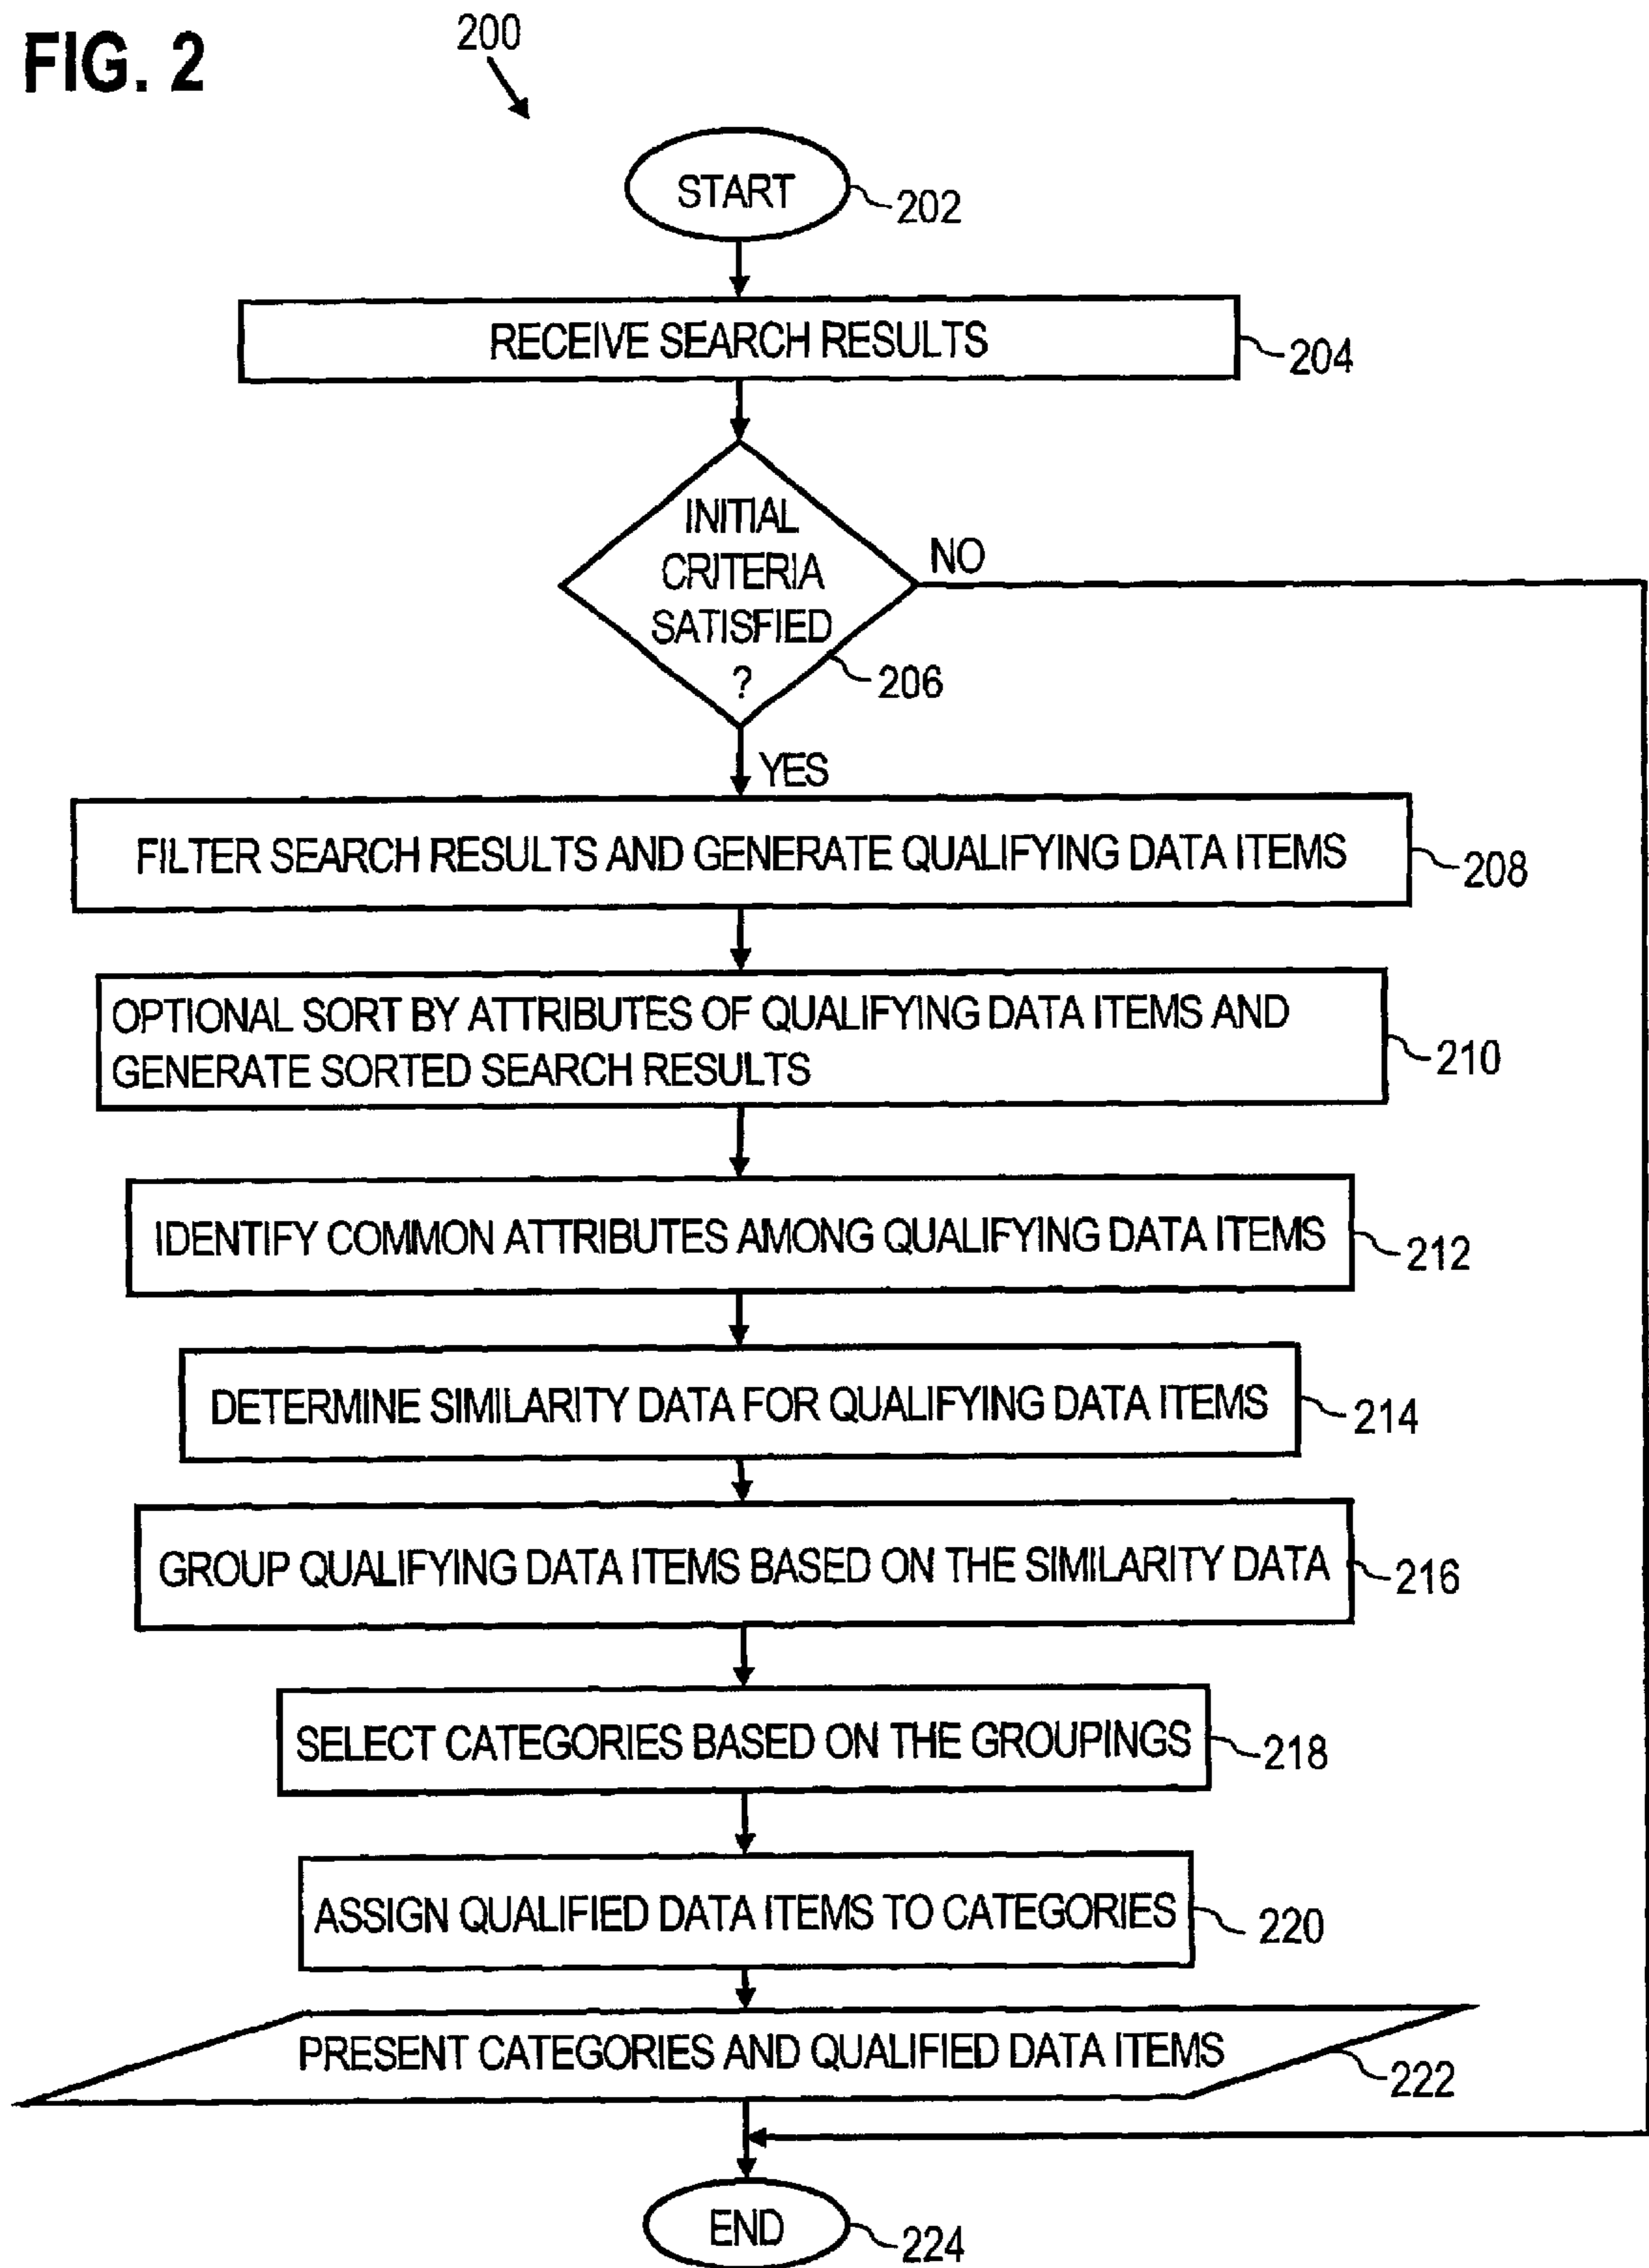 FIG. 2
200
START
202
RECEIVE SEARCH RESULTS
204
INITIAL
CRITERIA
SATISFIED
?
NO
206
YES
FILTER SEARCH RESULTS AND GENERATE QUALIFYING DATA ITEMS
208
OPTIONAL SORT BY ATTRIBUTES OF QUALIFYING DATA ITEMS AND
GENERATE SORTED SEARCH RESULTS
210
IDENTIFY COMMON ATTRIBUTES AMONG QUALIFYING DATA ITEMS
212
DETERMINE SIMILARITY DATA FOR QUALIFYING DATA ITEMS
214
GROUP QUALIFYING DATA ITEMS BASED ON THE SIMILARITY DATA
216
SELECT CATEGORIES BASED ON THE GROUPINGS
218
ASSIGN QUALIFIED DATA ITEMS TO CATEGORIES
220
PRESENT CATEGORIES AND QUALIFIED DATA ITEMS
222
END
224